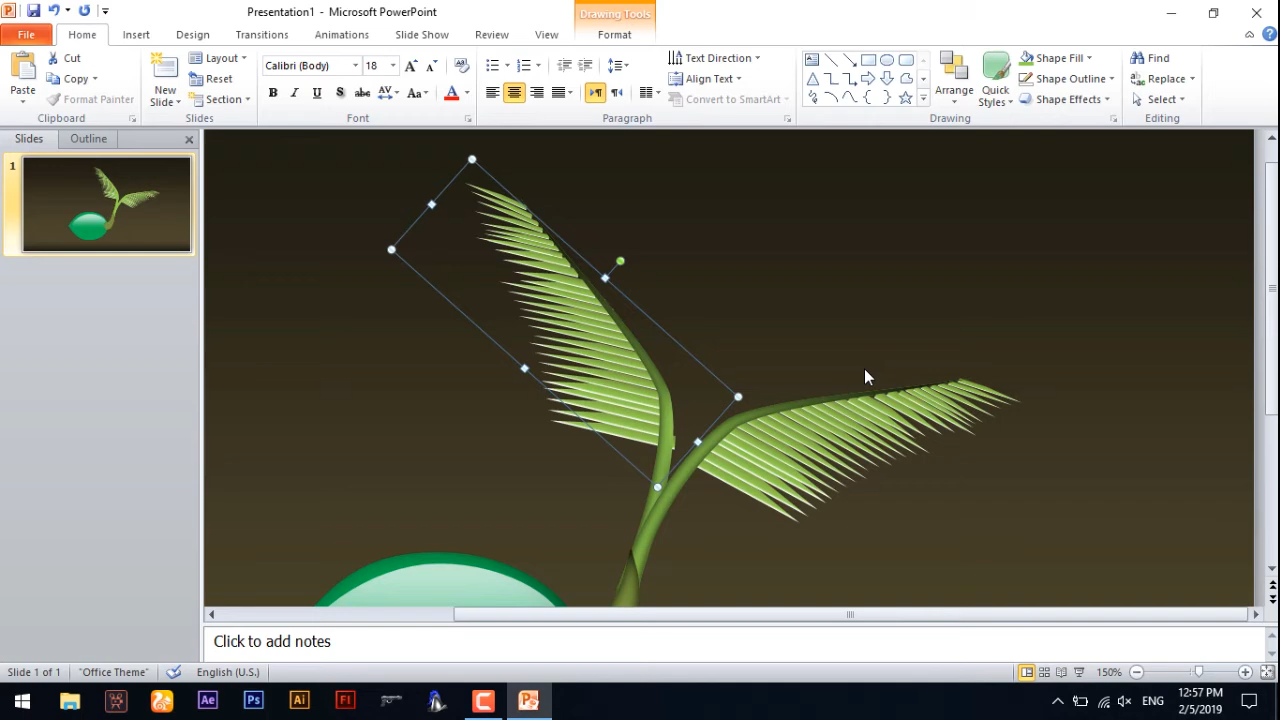 Presentation1 - Microsoft PowerPoint
Drawing Tools
File
Home
Insert
Design
Transitions
Animations
Slide Show
Review
View
Format
Paste
Cut
Copy
Format Painter
Clipboard
New
Slide
Layout
Reset
Section
Slides
Calibri (Body)
18
Font
Text Direction
Align Text
Convert to SmartArt
Paragraph
Arrange
Quick
Styles
Shape Fill
Shape Outline
Shape Effects
Drawing
Find
Replace
Select
Editing
Slides
Outline
1
Click to add notes
Slide 1 of 1
"Office Theme"
English (U.S.)
150%
ENG
12:57 PM
2/5/2019